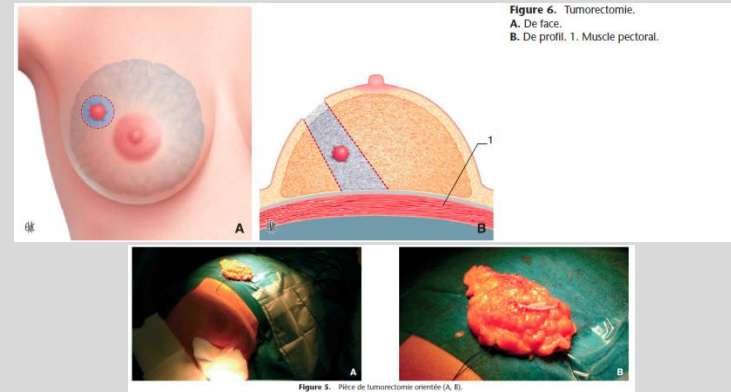 Figure 6. Tumorectomie.
A. De face.
B. De profil. 1. Muscle pectoral.
1
A
B
A
B
Figure 5. Pièce de tumorectomie orientée (A, B).